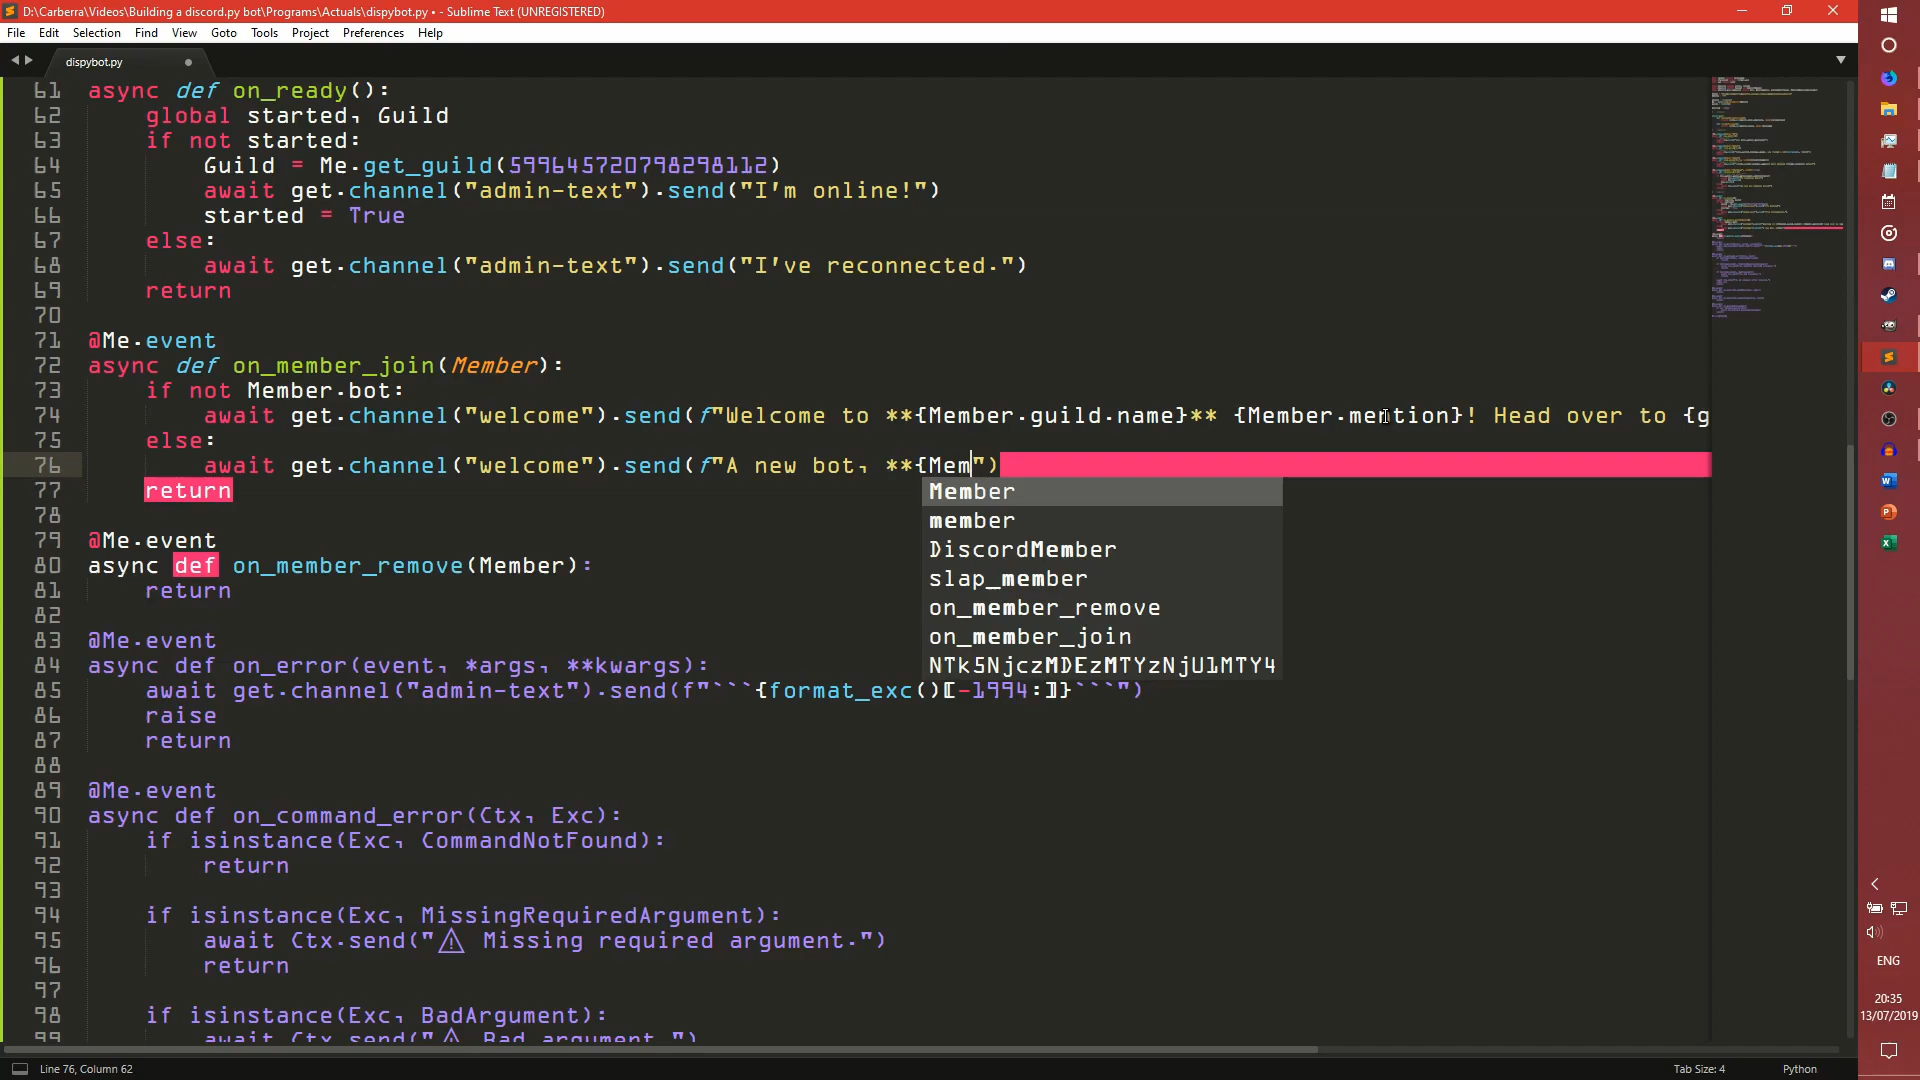 D:\Carberra\Videos\Building a discord.py bot\Programs\Actuals\dispybot.py • - Sublime Text (UNREGISTERED)
File Edit Selection Find View Goto Tools Project Preferences Help
dispybot.py
61 async def on_ready():
62 global started, Guild
63 if not started:
64 Guild = Me.get_guild(599645720798298112)
65 await get.channel("admin-text").send("I'm online!")
66 started = True
67 else:
68 await get.channel("admin-text").send("I've reconnected.")
69 return
70
71 @Me.event
72 async def on_member_join(Member):
73 if not Member.bot:
74 await get.channel("welcome").send(f"Welcome to **{Member.guild.name}** {Member.mention}! Head over to {g
75 else:
76 await get.channel("welcome").send(f"A new bot, **{Mem")
77 return
Member
member
DiscordMember
slap_member
on_member_remove
on_member_join
NTk5NjczMDEzMTYzNjU1MTY4
78
79 @Me.event
80 async def on_member_remove(Member):
81 return
82
83 @Me.event
84 async def on_error(event, *args, **kwargs):
85 await get.channel("admin-text").send(f"```{format_exc()[-1994:]}```")
86 raise
87 return
88
89 @Me.event
90 async def on_command_error(Ctx, Exc):
91 if isinstance(Exc, CommandNotFound):
92 return
93
94 if isinstance(Exc, MissingRequiredArgument):
95 await Ctx.send("⚠ Missing required argument.")
96 return
97
98 if isinstance(Exc, BadArgument):
99 await Ctx.send("⚠ Bad argument.")
Line 76, Column 62
Tab Size: 4
Python
ENG
20:35
13/07/2019